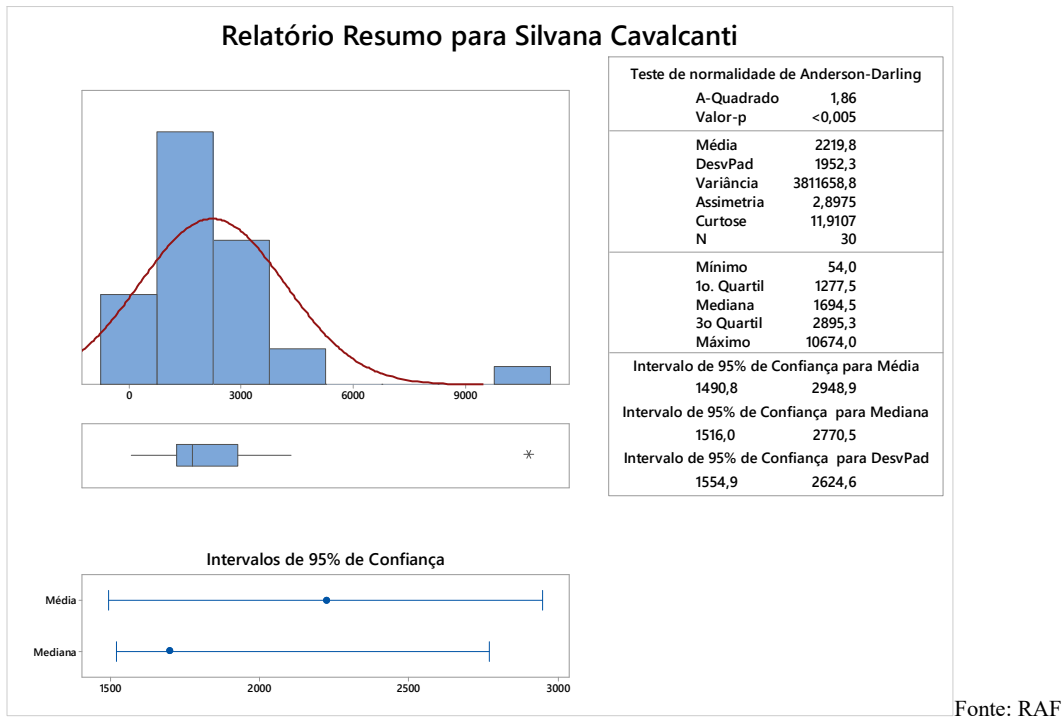 Relatório Resumo para Silvana Cavalcanti
Teste de normalidade de Anderson-Darling
A-Quadrado 1,86
Valor-p <0,005
Média 2219,8
DesvPad 1952,3
Variância 3811658,8
Assimetria 2,8975
Curtose 11,9107
N 30
Mínimo 54,0
1o. Quartil 1277,5
Mediana 1694,5
3o Quartil 2895,3
Máximo 10674,0
Intervalo de 95% de Confiança para Média
1490,8 2948,9
Intervalo de 95% de Confiança para Mediana
1516,0 2770,5
Intervalo de 95% de Confiança para DesvPad
1554,9 2624,6
0 3000 6000 9000
Intervalos de 95% de Confiança
Média
Mediana
1500 2000 2500 3000
Fonte: RAF